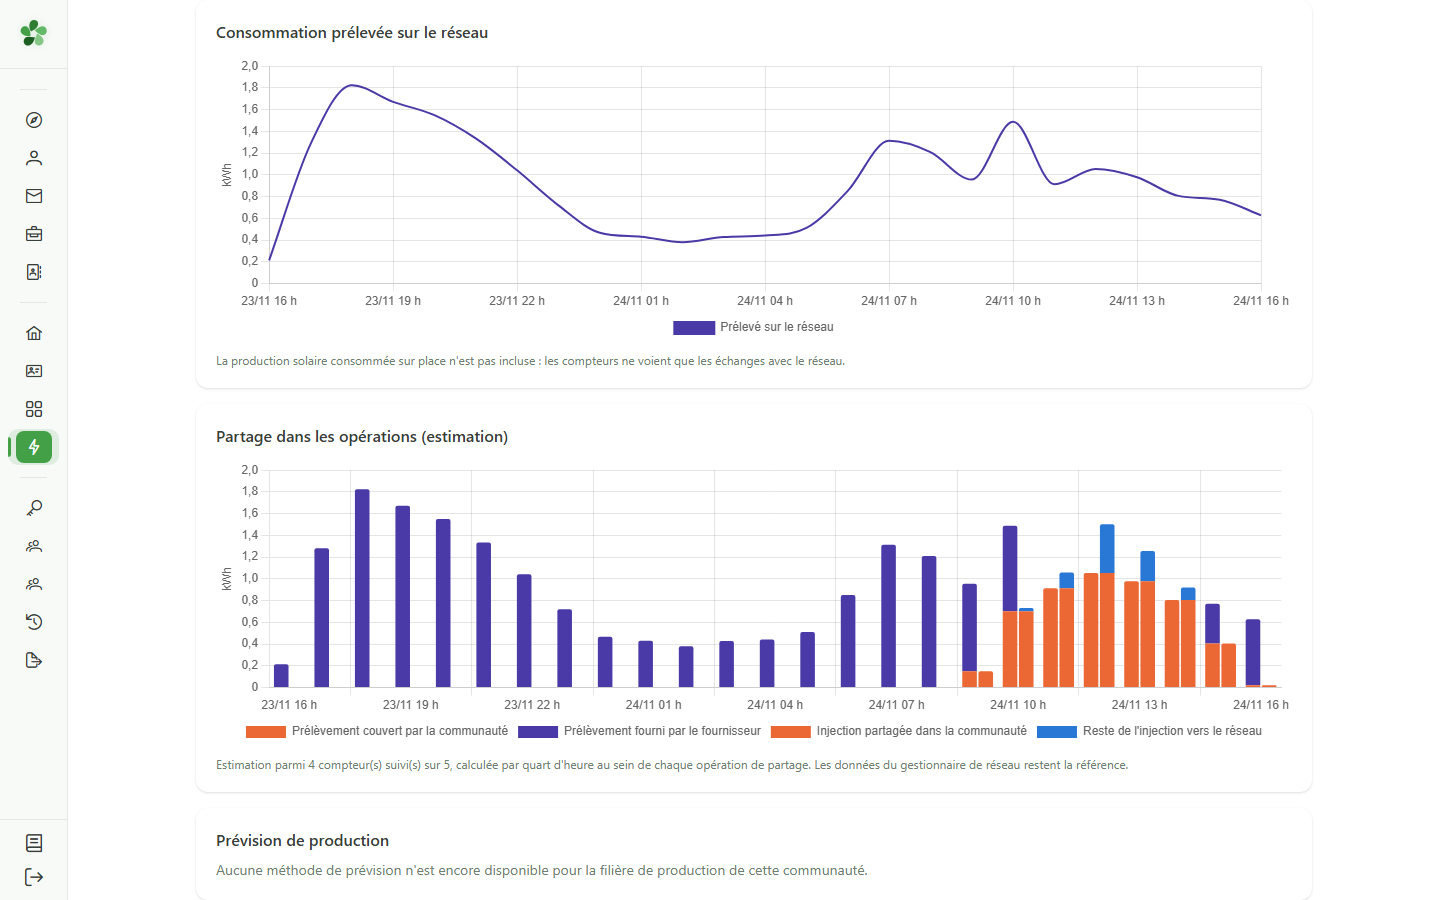 Consommation prélevée sur le réseau
2,0
1,8
1,6
1,4
1,2
1,0
0,8
0,6
0,4
0,2
0
kWh
23/11 16 h 23/11 19 h 23/11 22 h 24/11 01 h 24/11 04 h 24/11 07 h 24/11 10 h 24/11 13 h 24/11 16 h
Prélevé sur le réseau
La production solaire consommée sur place n'est pas incluse : les compteurs ne voient que les échanges avec le réseau.
Partage dans les opérations (estimation)
2,0
1,8
1,6
1,4
1,2
1,0
0,8
0,6
0,4
0,2
0
kWh
23/11 16 h 23/11 19 h 23/11 22 h 24/11 01 h 24/11 04 h 24/11 07 h 24/11 10 h 24/11 13 h 24/11 16 h
Prélèvement couvert par la communauté Prélèvement fourni par le fournisseur Injection partagée dans la communauté Reste de l'injection vers le réseau
Estimation parmi 4 compteur(s) suivi(s) sur 5, calculée par quart d'heure au sein de chaque opération de partage. Les données du gestionnaire de réseau restent la référence.
Prévision de production
Aucune méthode de prévision n'est encore disponible pour la filière de production de cette communauté.